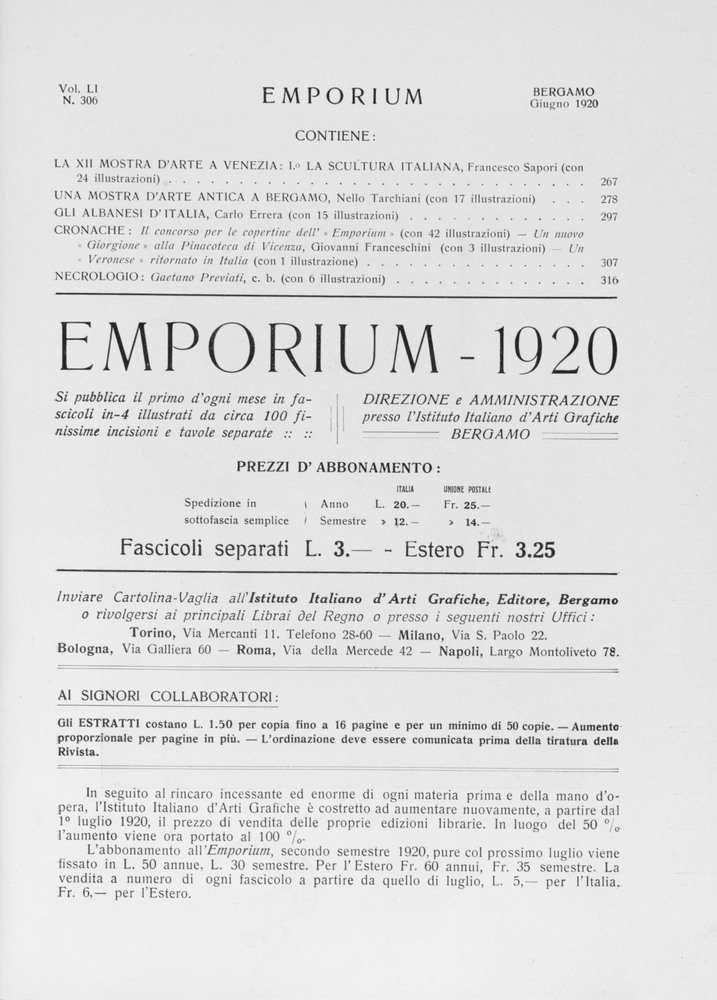 Vol. LI
N. 306
EMPORIUM
BERGAMO
Giugno 1920
CONTIENE:
LA XII MOSTRA D'ARTE A VENEZIA: I.º LA SCULTURA ITALIANA, Francesco Sapori (con
24 illustrazioni) . . . . . . . . . . . . . . . . . . . . . . . . . . . . . . 267
UNA MOSTRA D'ARTE ANTICA A BERGAMO, Nello Tarchiani (con 17 illustrazioni) . . . 278
GLI ALBANESI D'ITALIA, Carlo Errera (con 15 illustrazioni) . . . . . . . . . . . 297
CRONACHE: Il concorso per le copertine dell' « Emporium » (con 42 illustrazioni) — Un nuovo
« Giorgione » alla Pinacoteca di Vicenza, Giovanni Franceschini (con 3 illustrazioni) — Un
« Veronese » ritornato in Italia (con 1 illustrazione) . . . . . . . . . . . . . . . . 307
NECROLOGIO: Gaetano Previati, c. b. (con 6 illustrazioni) . . . . . . . . . . . . . . 316
EMPORIUM - 1920
Si pubblica il primo d'ogni mese in fa-
scicoli in-4 illustrati da circa 100 fi-
nissime incisioni e tavole separate :: ::
DIREZIONE e AMMINISTRAZIONE
presso l'Istituto Italiano d'Arti Grafiche
BERGAMO
PREZZI D'ABBONAMENTO:
ITALIA UNIONE POSTALE
Spedizione in Anno L. 20.— Fr. 25.—
sottofascia semplice Semestre » 12.— » 14.—
Fascicoli separati L. 3.— - Estero Fr. 3.25
Inviare Cartolina-Vaglia all'Istituto Italiano d'Arti Grafiche, Editore, Bergamo
o rivolgersi ai principali Librai del Regno o presso i seguenti nostri Uffici:
Torino, Via Mercanti 11. Telefono 28-60 — Milano, Via S. Paolo 22.
Bologna, Via Galliera 60 — Roma, Via della Mercede 42 — Napoli, Largo Montoliveto 78.
AI SIGNORI COLLABORATORI:
Gli ESTRATTI costano L. 1.50 per copia fino a 16 pagine e per un minimo di 50 copie. — Aumento
proporzionale per pagine in più. — L'ordinazione deve essere comunicata prima della tiratura della
Rivista.
In seguito al rincaro incessante ed enorme di ogni materia prima e della mano d'o-
pera, l'Istituto Italiano d'Arti Grafiche è costretto ad aumentare nuovamente, a partire dal
1º luglio 1920, il prezzo di vendita delle proprie edizioni librarie. In luogo del 50 %
l'aumento viene ora portato al 100 %.
L'abbonamento all'Emporium, secondo semestre 1920, pure col prossimo luglio viene
fissato in L. 50 annue, L. 30 semestre. Per l'Estero Fr. 60 annui, Fr. 35 semestre. La
vendita a numero di ogni fascicolo a partire da quello di luglio, L. 5,— per l'Italia,
Fr. 6,— per l'Estero.